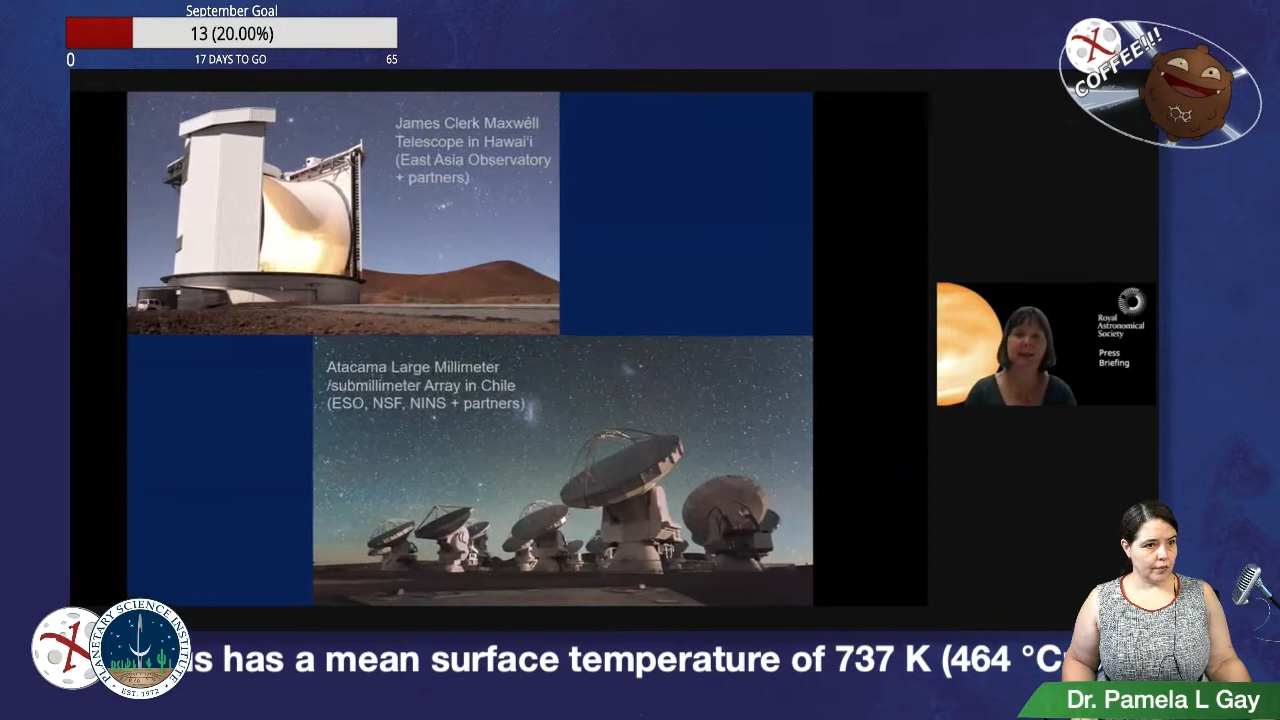 September Goal
13 (20.00%)
0
17 DAYS TO GO
65
COFFEE!!!
James Clerk Maxwell
Telescope in Hawai'i
(East Asia Observatory
+ partners)
Royal
Astronomical
Society
Press
Briefing
Atacama Large Millimeter
/submillimeter Array in Chile
(ESO, NSF, NINS + partners)
PLANETARY SCIENCE INSTITUTE
EST. 1972
s has a mean surface temperature of 737 K (464 °C
Dr. Pamela L Gay